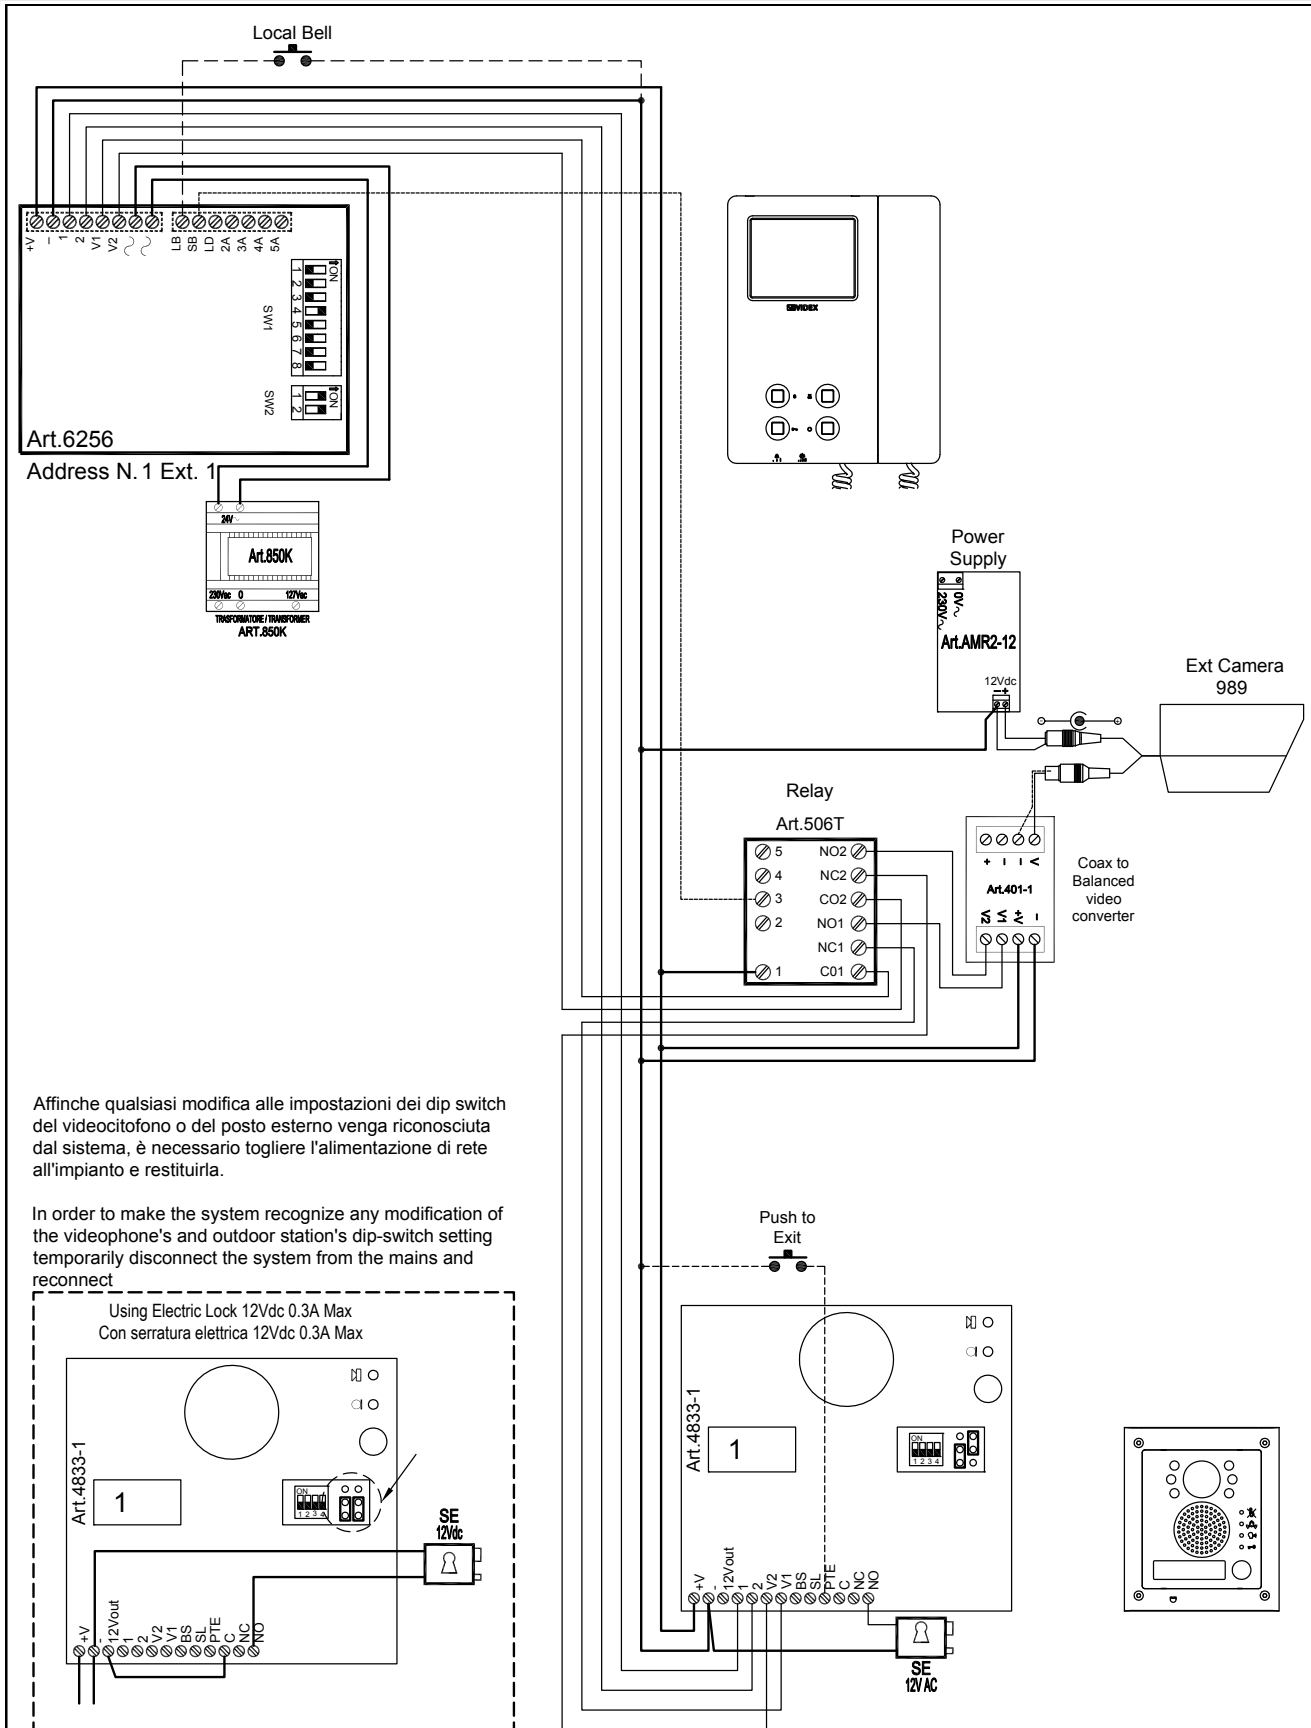 Local Bell
+V
–
1
2
V1
V2
LB
SB
LD
2A
3A
4A
5A
ON
1
2
3
4
5
6
7
8
SW1
ON
1
2
SW2
VIDEX
Art.6256
Address N. 1 Ext. 1
24V~
Art.850K
230Vac 0 127Vac
TRASFORMATORE / TRANSFORMER
ART.850K
Power
Supply
0V~
230V~
Art.AMR2-12
12Vdc
– +
Ext Camera
989
Relay
Art.506T
5 NO2
4 NC2
3 CO2
2 NO1
NC1
1 C01
+ – – V
Art.401-1
V2 V1 +V –
Coax to
Balanced
video
converter
Affinche qualsiasi modifica alle impostazioni dei dip switch
del videocitofono o del posto esterno venga riconosciuta
dal sistema, è necessario togliere l'alimentazione di rete
all'impianto e restituirla.
In order to make the system recognize any modification of
the videophone's and outdoor station's dip-switch setting
temporarily disconnect the system from the mains and
reconnect
Push to
Exit
Using Electric Lock 12Vdc 0.3A Max
Con serratura elettrica 12Vdc 0.3A Max
Art.4833-1
1
ON
1 2 3 4
SE
12Vdc
+V
-
12Vout
1
2
V2
V1
BS
SL
PTE
C
NC
NO
Art.4833-1
1
ON
1 2 3 4
+V
-
12Vout
1
2
V2
V1
BS
SL
PTE
C
NC
NO
SE
12V AC